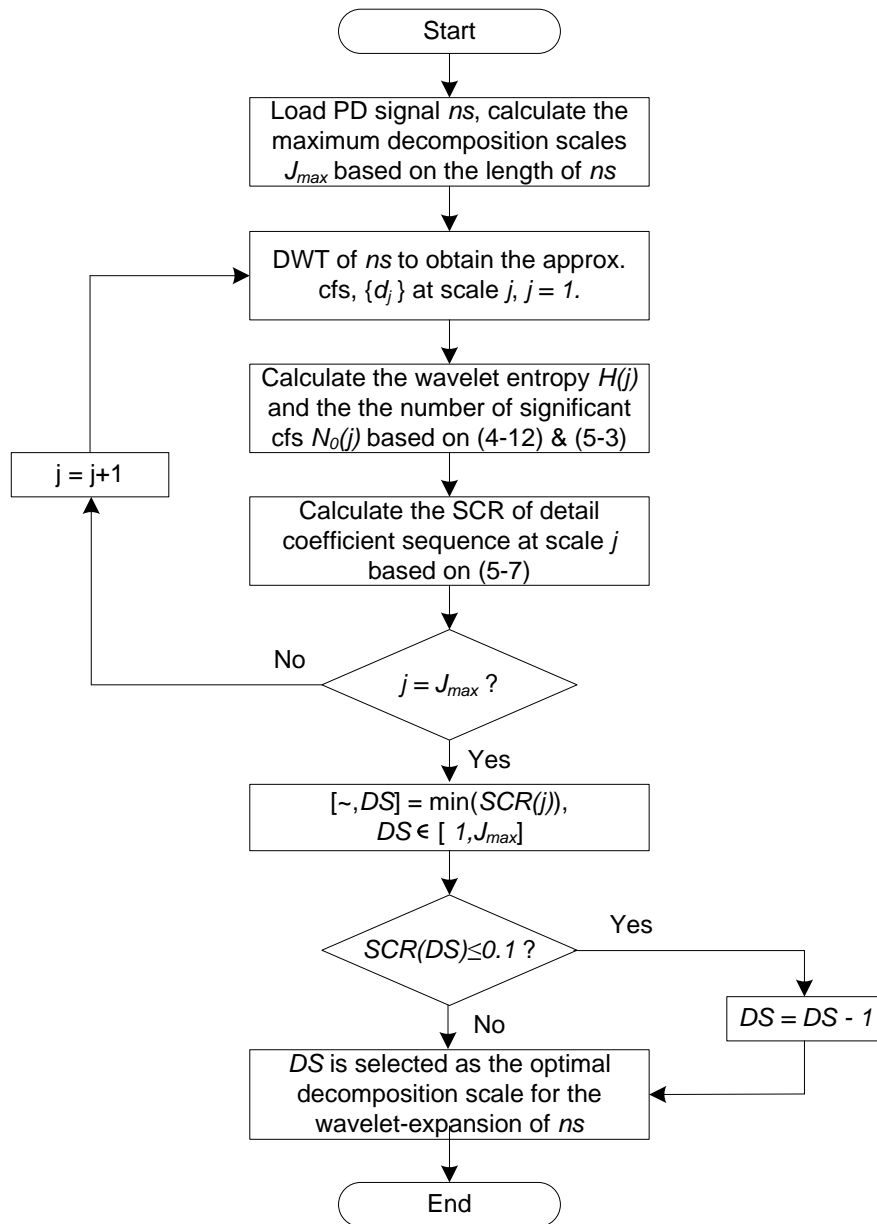 Start
Load PD signal ns, calculate the
maximum decomposition scales
Jmax based on the length of ns
DWT of ns to obtain the approx.
cfs, {dj } at scale j, j = 1.
Calculate the wavelet entropy H(j)
and the the number of significant
cfs N0(j) based on (4-12) & (5-3)
j = j+1
Calculate the SCR of detail
coefficient sequence at scale j
based on (5-7)
No
j = Jmax ?
Yes
[~,DS] = min(SCR(j)),
DS ∈ [ 1,Jmax]
SCR(DS)≤0.1 ?
Yes
DS = DS - 1
No
DS is selected as the optimal
decomposition scale for the
wavelet-expansion of ns
End